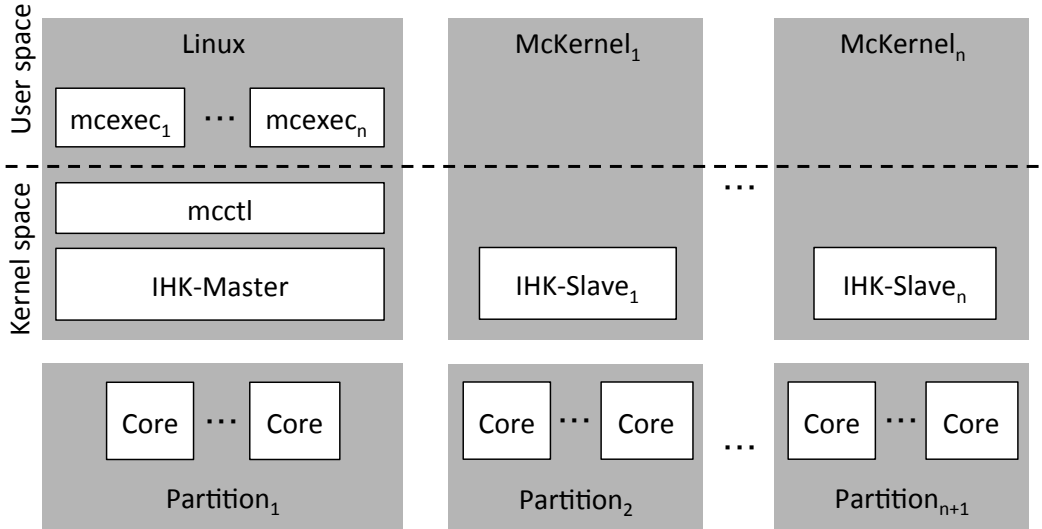 User space
Linux
McKernel₁
McKernelₙ
mcexec₁ ... mcexecₙ
Kernel space
...
mcctl
IHK-Master
IHK-Slave₁
IHK-Slaveₙ
Core ... Core
Core ... Core
...
Core ... Core
Partition₁
Partition₂
Partitionₙ₊₁